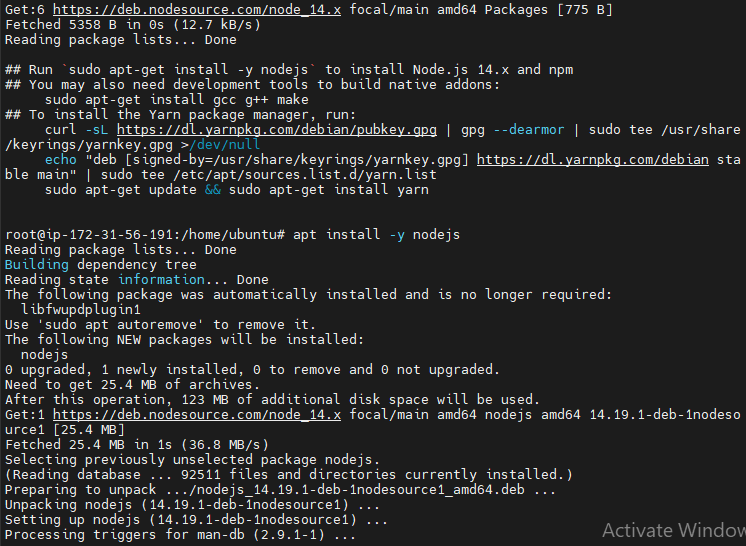 Get:6 https://deb.nodesource.com/node_14.x focal/main amd64 Packages [775 B]
Fetched 5358 B in 0s (12.7 kB/s)
Reading package lists... Done

## Run `sudo apt-get install -y nodejs` to install Node.js 14.x and npm
## You may also need development tools to build native addons:
     sudo apt-get install gcc g++ make
## To install the Yarn package manager, run:
     curl -sL https://dl.yarnpkg.com/debian/pubkey.gpg | gpg --dearmor | sudo tee /usr/share
/keyrings/yarnkey.gpg >/dev/null
     echo "deb [signed-by=/usr/share/keyrings/yarnkey.gpg] https://dl.yarnpkg.com/debian sta
ble main" | sudo tee /etc/apt/sources.list.d/yarn.list
     sudo apt-get update && sudo apt-get install yarn

root@ip-172-31-56-191:/home/ubuntu# apt install -y nodejs
Reading package lists... Done
Building dependency tree
Reading state information... Done
The following package was automatically installed and is no longer required:
  libfwupdplugin1
Use 'sudo apt autoremove' to remove it.
The following NEW packages will be installed:
  nodejs
0 upgraded, 1 newly installed, 0 to remove and 0 not upgraded.
Need to get 25.4 MB of archives.
After this operation, 123 MB of additional disk space will be used.
Get:1 https://deb.nodesource.com/node_14.x focal/main amd64 nodejs amd64 14.19.1-deb-1nodeso
urce1 [25.4 MB]
Fetched 25.4 MB in 1s (36.8 MB/s)
Selecting previously unselected package nodejs.
(Reading database ... 92511 files and directories currently installed.)
Preparing to unpack .../nodejs_14.19.1-deb-1nodesource1_amd64.deb ...
Unpacking nodejs (14.19.1-deb-1nodesource1) ...
Setting up nodejs (14.19.1-deb-1nodesource1) ...
Processing triggers for man-db (2.9.1-1) ...
Activate Window